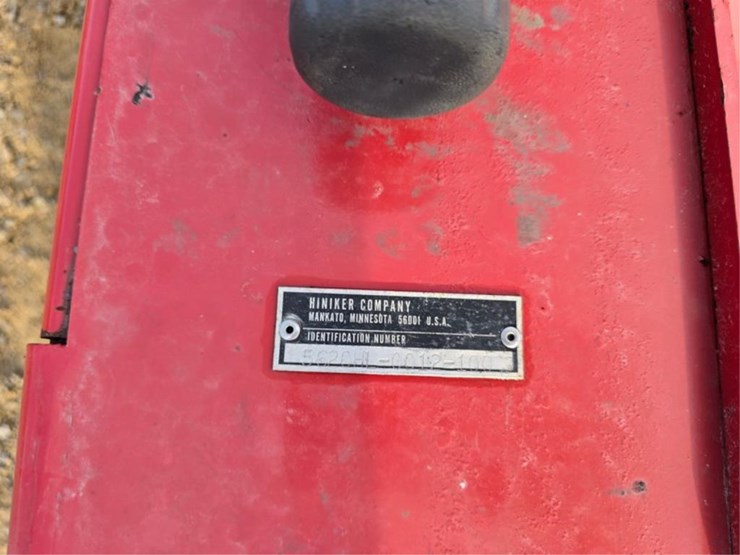 HINIKER COMPANY
MANKATO, MINNESOTA 56001 U.S.A.
IDENTIFICATION NUMBER